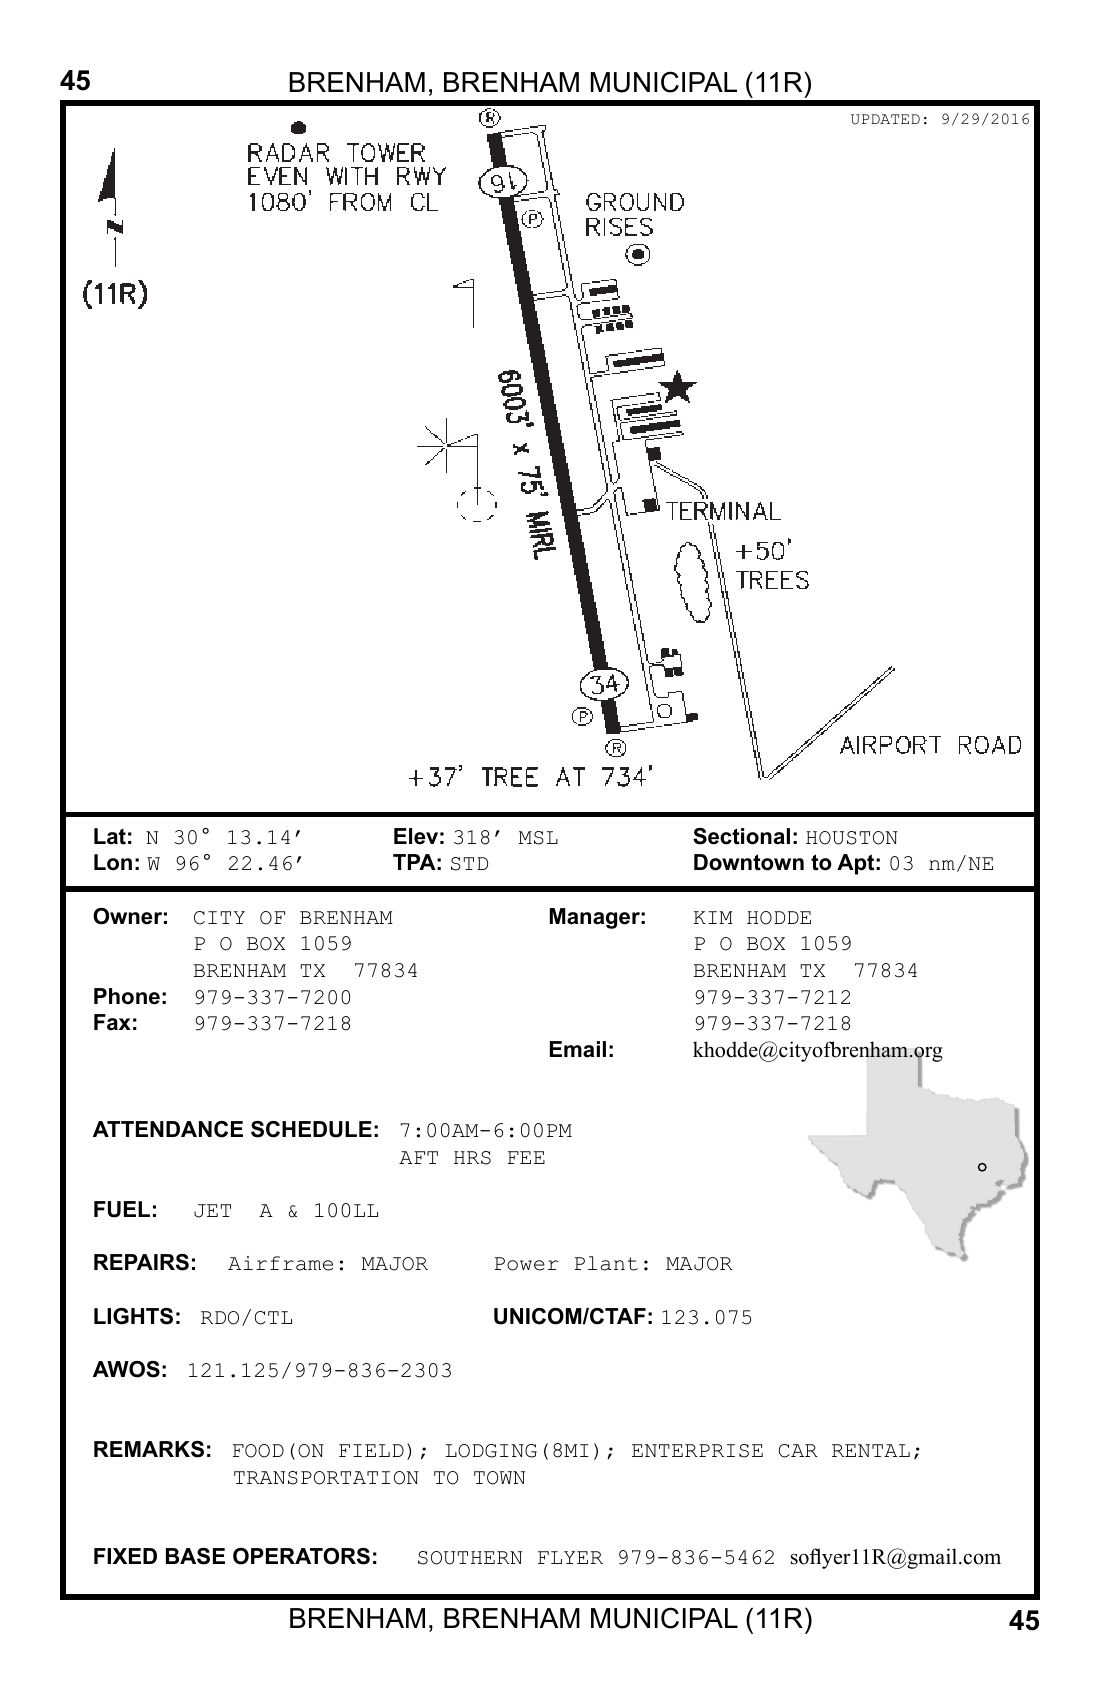 45 BRENHAM, BRENHAM MUNICIPAL (11R)
UPDATED: 9/29/2016
R
RADAR TOWER
EVEN WITH RWY
1080' FROM CL
16
P
GROUND
RISES
N
(11R)
6003' x 75' MIRL
TERMINAL
+50'
TREES
34
P
R
AIRPORT ROAD
+37' TREE AT 734'
Lat: N 30° 13.14’ Elev: 318’ MSL Sectional: HOUSTON
Lon: W 96° 22.46’ TPA: STD Downtown to Apt: 03 nm/NE
Owner: CITY OF BRENHAM Manager: KIM HODDE
P O BOX 1059 P O BOX 1059
BRENHAM TX 77834 BRENHAM TX 77834
Phone: 979-337-7200 979-337-7212
Fax: 979-337-7218 979-337-7218
Email: khodde@cityofbrenham.org
ATTENDANCE SCHEDULE: 7:00AM-6:00PM
AFT HRS FEE
FUEL: JET A & 100LL
REPAIRS: Airframe: MAJOR Power Plant: MAJOR
LIGHTS: RDO/CTL UNICOM/CTAF: 123.075
AWOS: 121.125/979-836-2303
REMARKS: FOOD(ON FIELD); LODGING(8MI); ENTERPRISE CAR RENTAL;
TRANSPORTATION TO TOWN
FIXED BASE OPERATORS: SOUTHERN FLYER 979-836-5462 soflyer11R@gmail.com
BRENHAM, BRENHAM MUNICIPAL (11R) 45